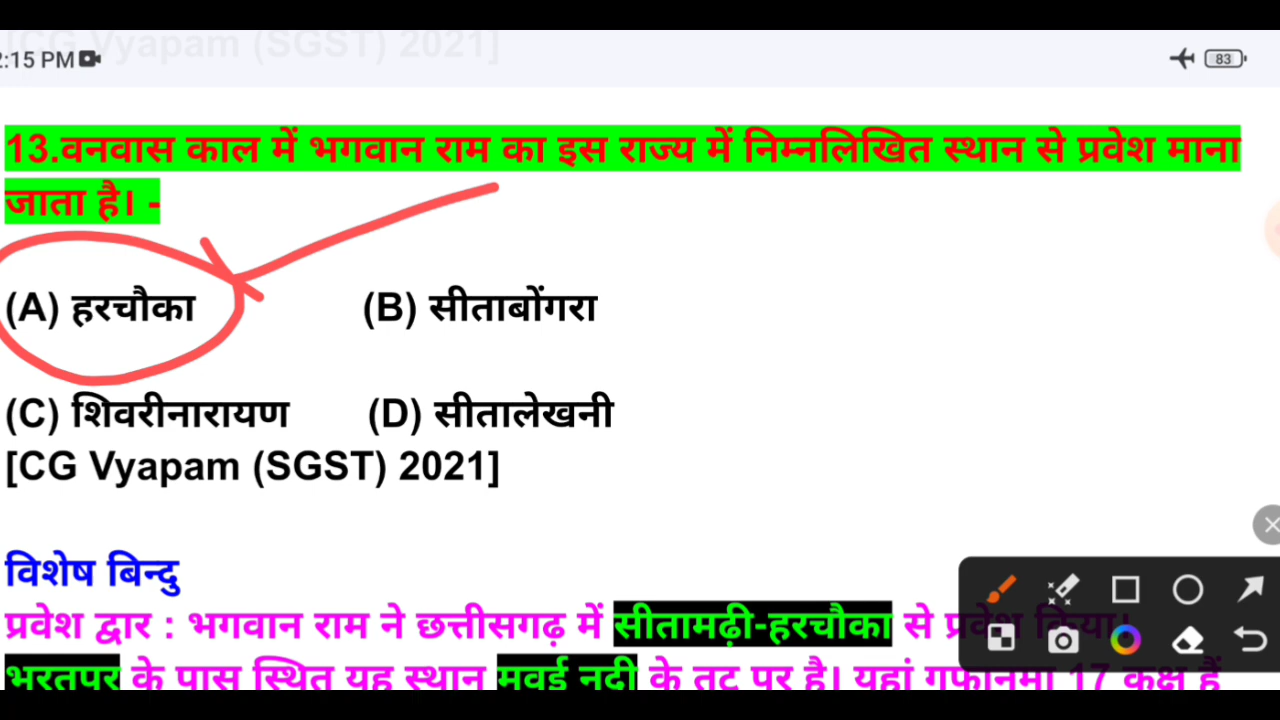 [CG Vyapam (SGST) 2021]
2:15 PM
83
13.वनवास काल में भगवान राम का इस राज्य में निम्नलिखित स्थान से प्रवेश माना
जाता है। -
(A) हरचौका (B) सीताबोंगरा
(C) शिवरीनारायण (D) सीतालेखनी
[CG Vyapam (SGST) 2021]
विशेष बिन्दु
प्रवेश द्वार : भगवान राम ने छत्तीसगढ़ में सीतामढ़ी-हरचौका से प्रवेश किया।
भरतपुर के पास स्थित यह स्थान मवई नदी के तट पर है। यहां गुफानुमा 17 कक्ष हैं